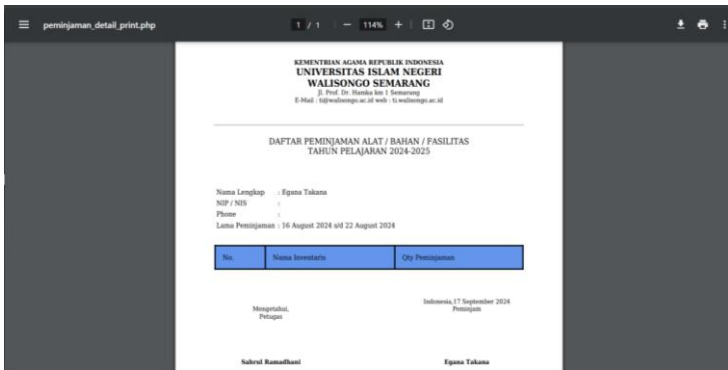 peminjaman_detail_print.php
1 / 1
114%
KEMENTRIAN AGAMA REPUBLIK INDONESIA
UNIVERSITAS ISLAM NEGERI
WALISONGO SEMARANG
Jl. Prof. Dr. Hamka km 1 Semarang
E-Mail : ti@walisongo.ac.id web : ti.walisongo.ac.id
DAFTAR PEMINJAMAN ALAT / BAHAN / FASILITAS
TAHUN PELAJARAN 2024-2025
Nama Lengkap : Egana Takana
NIP / NIS :
Phone :
Lama Peminjaman : 16 August 2024 s/d 22 August 2024
No. Nama Inventaris Qty Peminjaman
Indonesia,17 September 2024
Mengetahui, Peminjam
Petugas
Sahrul Ramadhani Egana Takana